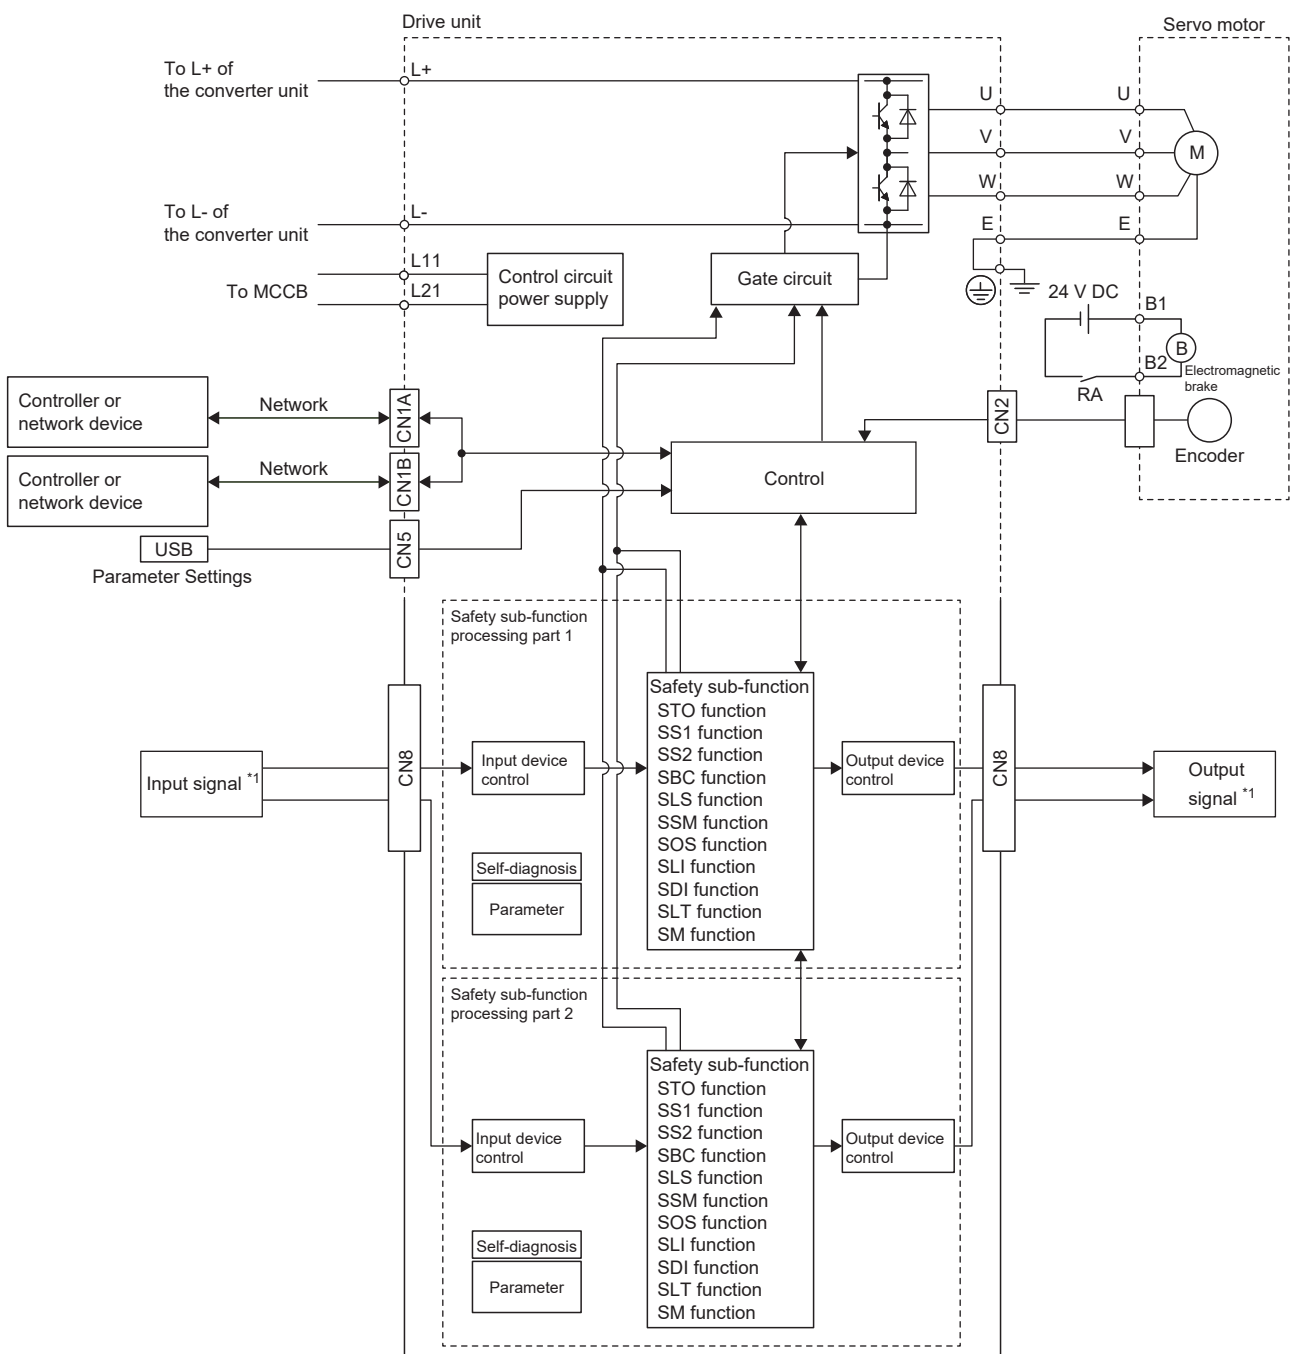 Drive unit
Servo motor
To L+ of
the converter unit
L+
U
U
V
V
M
W
W
To L- of
the converter unit
L-
E
E
L11
To MCCB
L21
Control circuit
power supply
Gate circuit
24 V DC
B1
B
B2
Electromagnetic
brake
RA
Controller or
network device
Network
CN1A
CN2
Encoder
Controller or
network device
Network
CN1B
Control
USB
CN5
Parameter Settings
Safety sub-function
processing part 1
Safety sub-function
STO function
SS1 function
SS2 function
SBC function
SLS function
SSM function
SOS function
SLI function
SDI function
SLT function
SM function
Input signal *1
CN8
Input device
control
Output device
control
CN8
Output
signal *1
Self-diagnosis
Parameter
Safety sub-function
processing part 2
Safety sub-function
STO function
SS1 function
SS2 function
SBC function
SLS function
SSM function
SOS function
SLI function
SDI function
SLT function
SM function
Input device
control
Output device
control
Self-diagnosis
Parameter